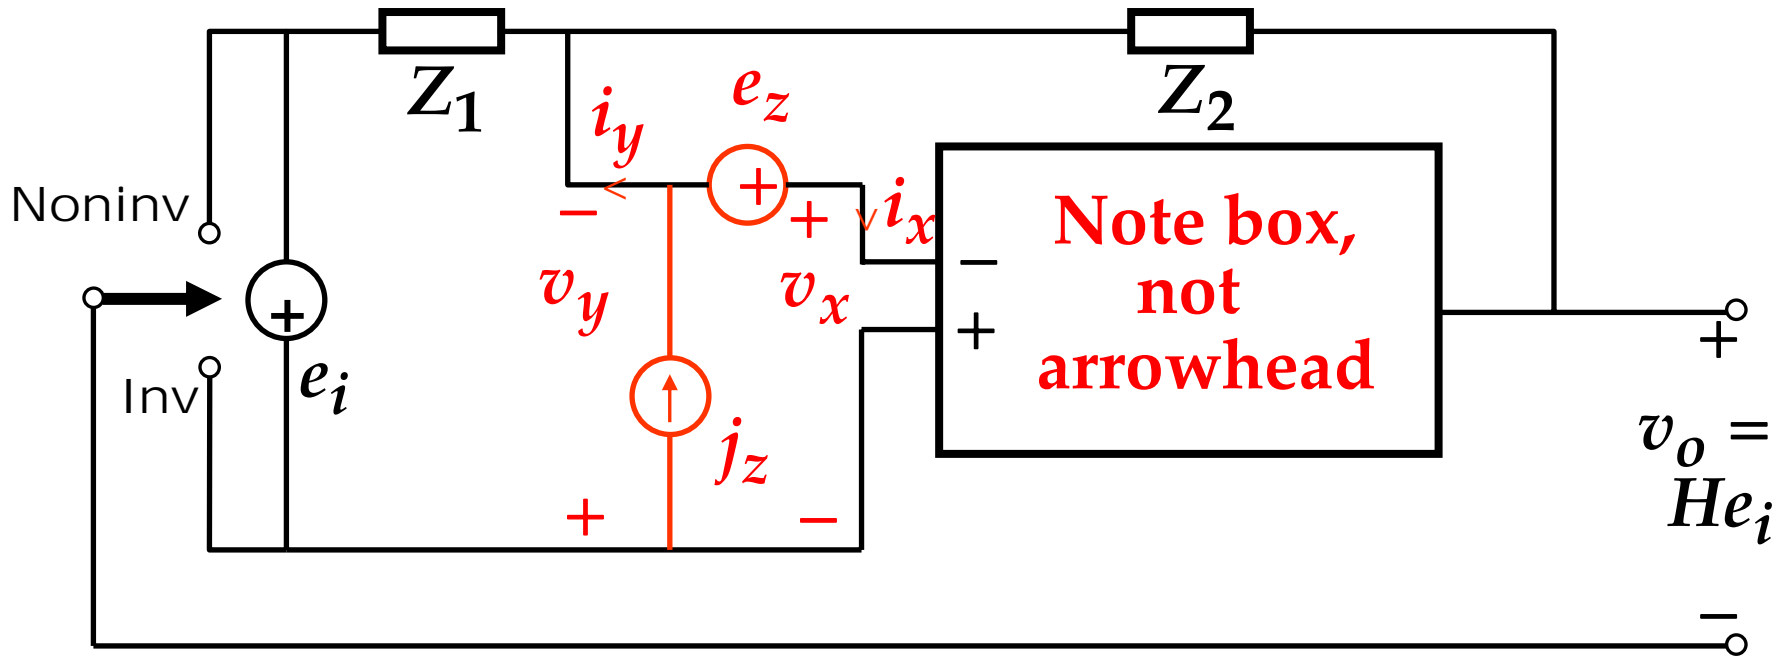 Z1
Z2
ez
iy
Noninv
ix
Note box,
not
arrowhead
+
−
+
−
vy
vx
−
+
+
ei
Inv
jz
+
−
+
vo =
Hei
−